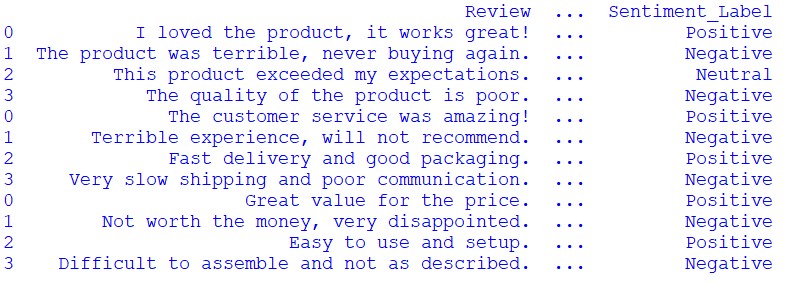 Review ... Sentiment_Label
0 I loved the product, it works great! ... Positive
1 The product was terrible, never buying again. ... Negative
2 This product exceeded my expectations. ... Neutral
3 The quality of the product is poor. ... Negative
0 The customer service was amazing! ... Positive
1 Terrible experience, will not recommend. ... Negative
2 Fast delivery and good packaging. ... Positive
3 Very slow shipping and poor communication. ... Negative
0 Great value for the price. ... Positive
1 Not worth the money, very disappointed. ... Negative
2 Easy to use and setup. ... Positive
3 Difficult to assemble and not as described. ... Negative